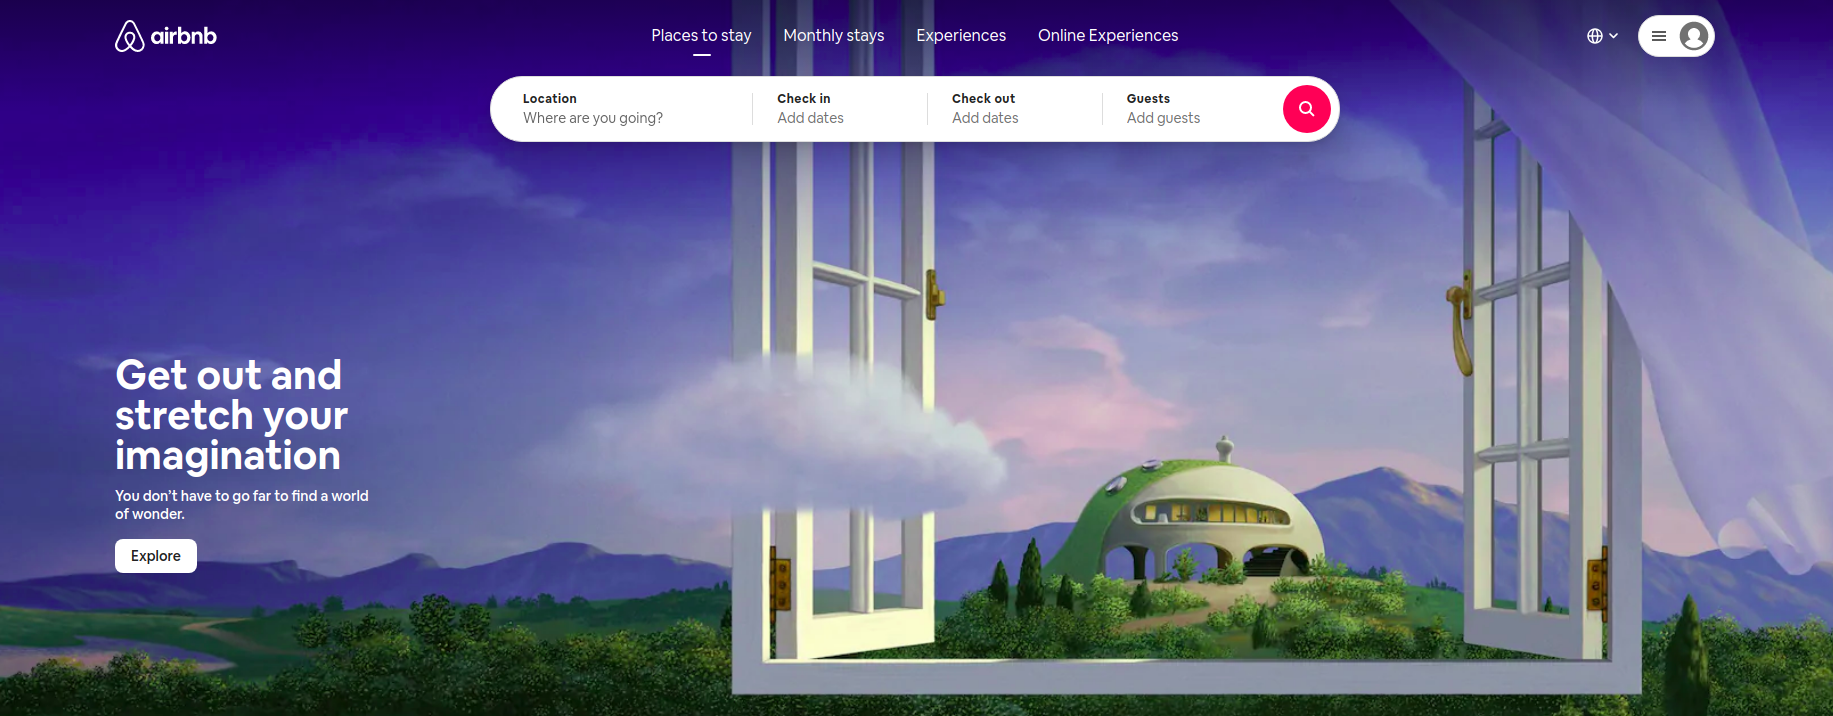 airbnb
Places to stay
Monthly stays
Experiences
Online Experiences
Location
Where are you going?
Check in
Add dates
Check out
Add dates
Guests
Add guests
Get out and
stretch your
imagination
You don’t have to go far to find a world
of wonder.
Explore